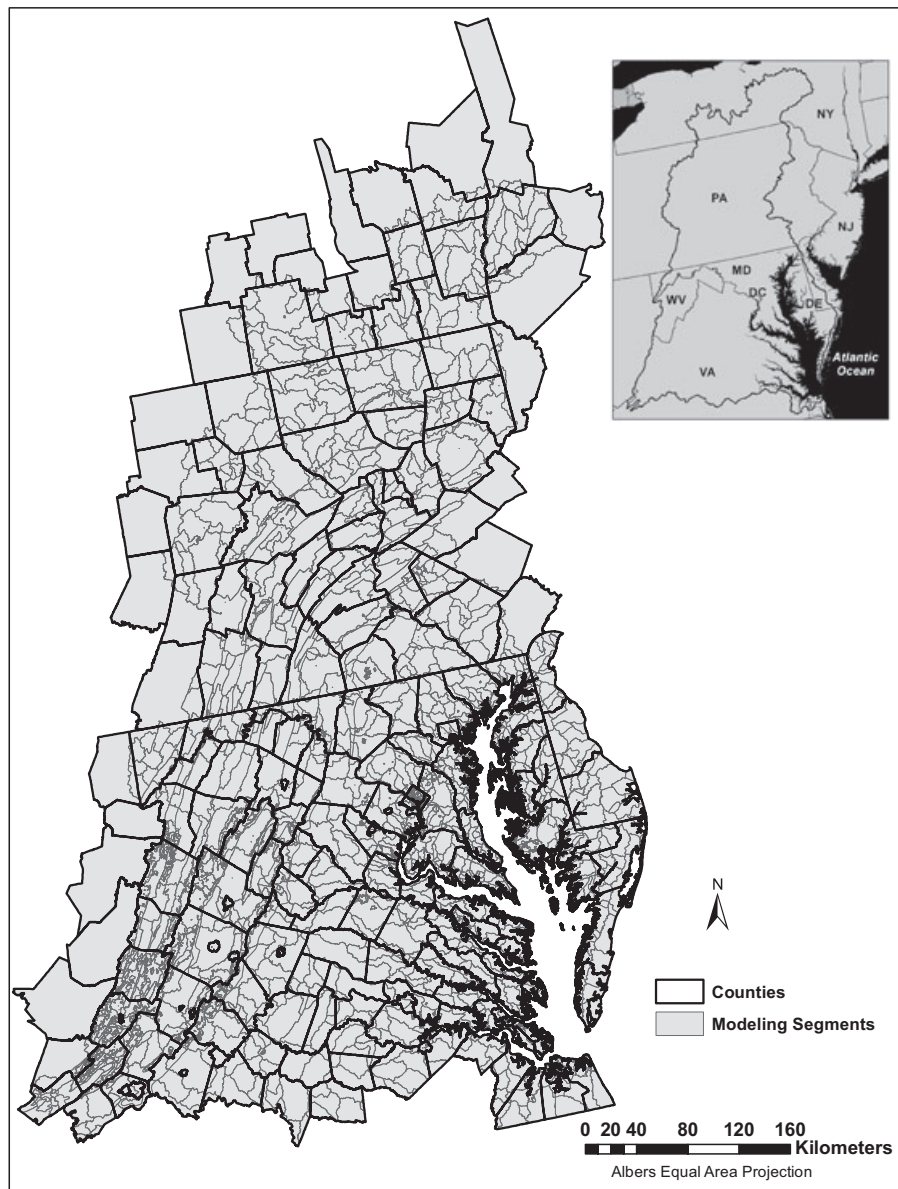 NY
PA
NJ
MD
WV
DC
DE
VA
Atlantic
Ocean
N
Counties
Modeling Segments
0 20 40 80 120 160
Kilometers
Albers Equal Area Projection